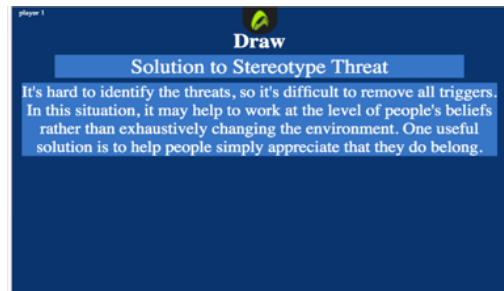 player 1
Draw
Solution to Stereotype Threat
It's hard to identify the threats, so it's difficult to remove all triggers.
In this situation, it may help to work at the level of people's beliefs
rather than exhaustively changing the environment. One useful
solution is to help people simply appreciate that they do belong.